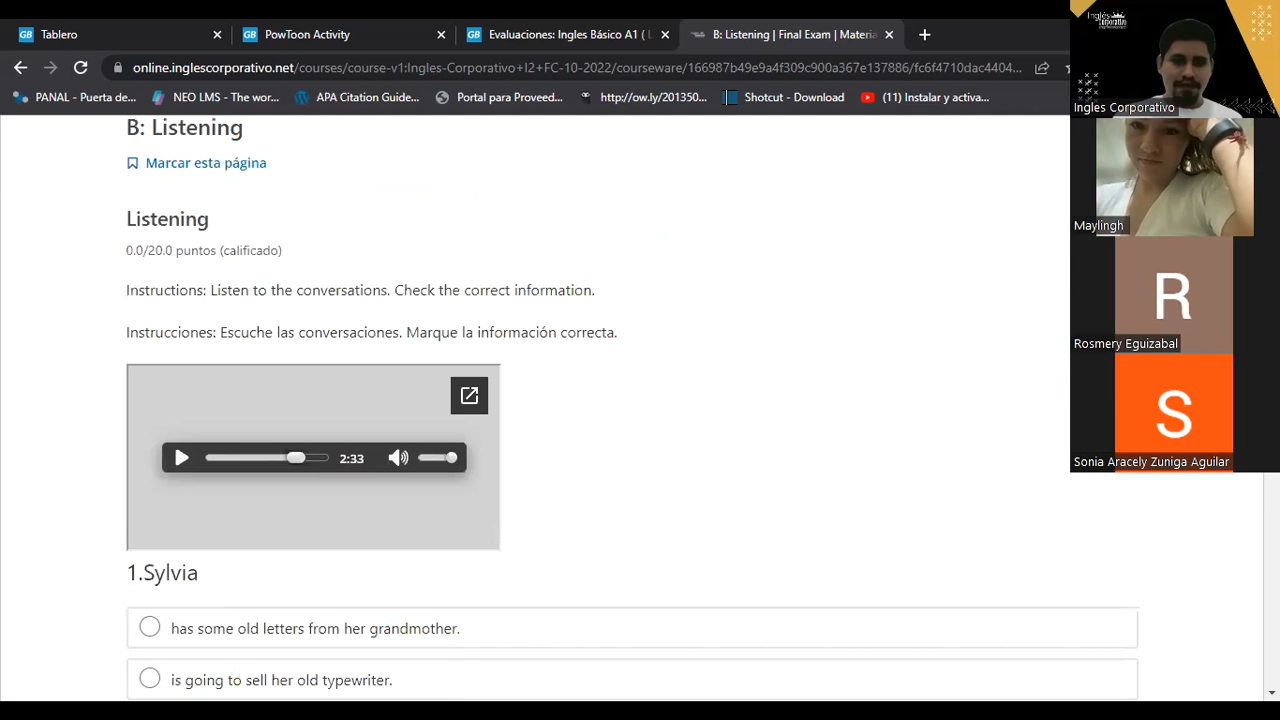 Tablero
PowToon Activity
Evaluaciones: Ingles Básico A1 ( L
B: Listening | Final Exam | Materia
online.inglescorporativo.net/courses/course-v1:Ingles-Corporativo+I2+FC-10-2022/courseware/166987b49e9a4f309c900a367e137886/fc6f4710dac4404...
PANAL - Puerta de...
NEO LMS - The wor...
APA Citation Guide...
Portal para Proveed...
http://ow.ly/201350...
Shotcut - Download
(11) Instalar y activa...
B: Listening
Marcar esta página
Listening
0.0/20.0 puntos (calificado)
Instructions: Listen to the conversations. Check the correct information.
Instrucciones: Escuche las conversaciones. Marque la información correcta.
2:33
1.Sylvia
has some old letters from her grandmother.
is going to sell her old typewriter.
Inglés
Corporativo
Ingles Corporativo
Maylingh
R
Rosmery Eguizabal
S
Sonia Aracely Zuniga Aguilar